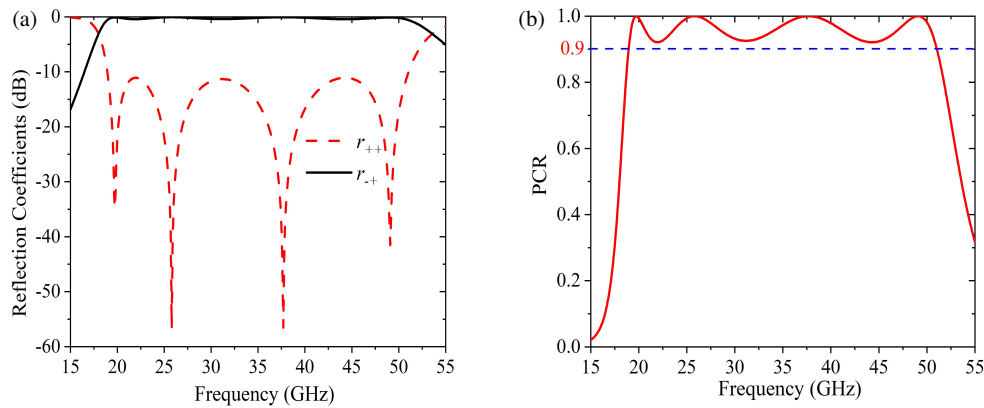 (a)
0
-10
-20
-30
-40
-50
-60
Reflection Coefficients (dB)
r++
r-+
15 20 25 30 35 40 45 50 55
Frequency (GHz)
(b)
1.0
0.9
0.8
0.6
0.4
0.2
0.0
PCR
15 20 25 30 35 40 45 50 55
Frequency (GHz)